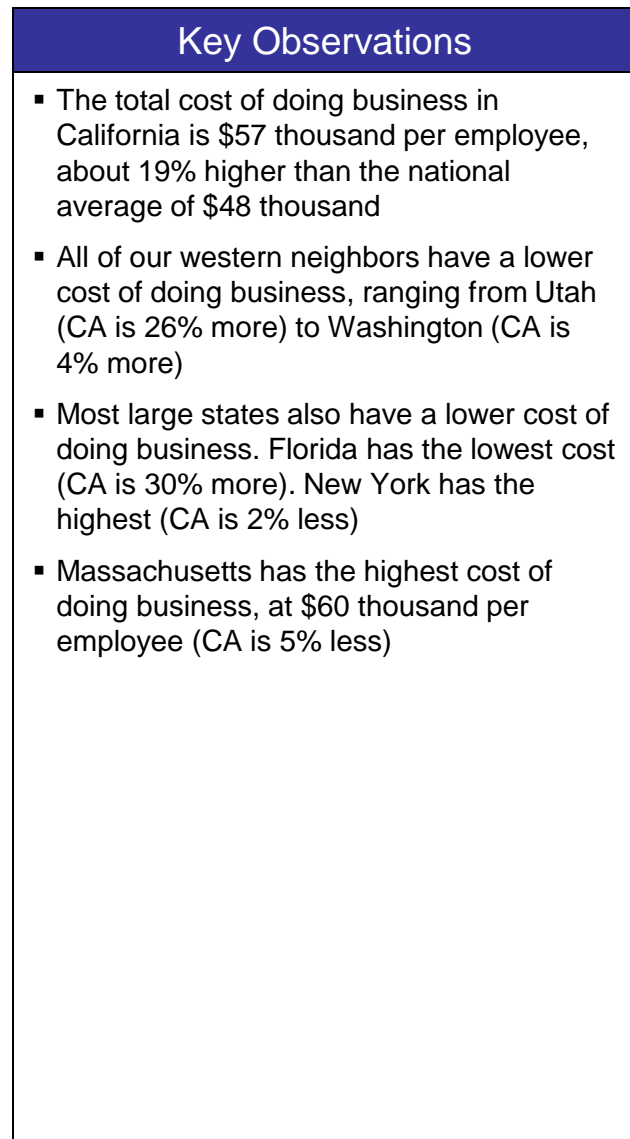 Key Observations
▪ The total cost of doing business in
California is $57 thousand per employee,
about 19% higher than the national
average of $48 thousand
▪ All of our western neighbors have a lower
cost of doing business, ranging from Utah
(CA is 26% more) to Washington (CA is
4% more)
▪ Most large states also have a lower cost of
doing business. Florida has the lowest cost
(CA is 30% more). New York has the
highest (CA is 2% less)
▪ Massachusetts has the highest cost of
doing business, at $60 thousand per
employee (CA is 5% less)